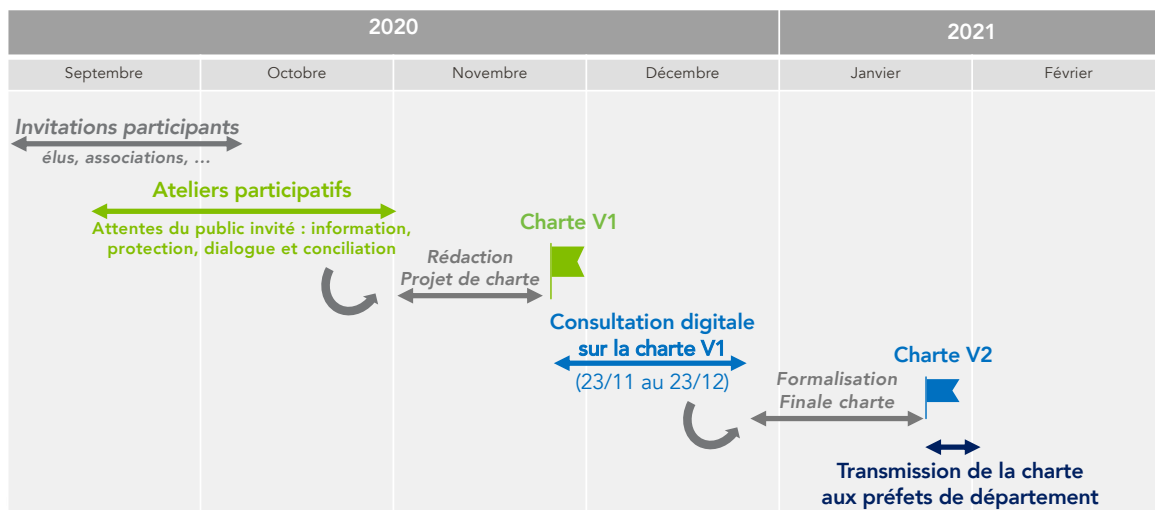 2020
2021
Septembre
Octobre
Novembre
Décembre
Janvier
Février
Invitations participants
élus, associations, ...
Ateliers participatifs
Attentes du public invité : information,
protection, dialogue et conciliation
Charte V1
Rédaction
Projet de charte
Consultation digitale
sur la charte V1
(23/11 au 23/12)
Charte V2
Formalisation
Finale charte
Transmission de la charte
aux préfets de département